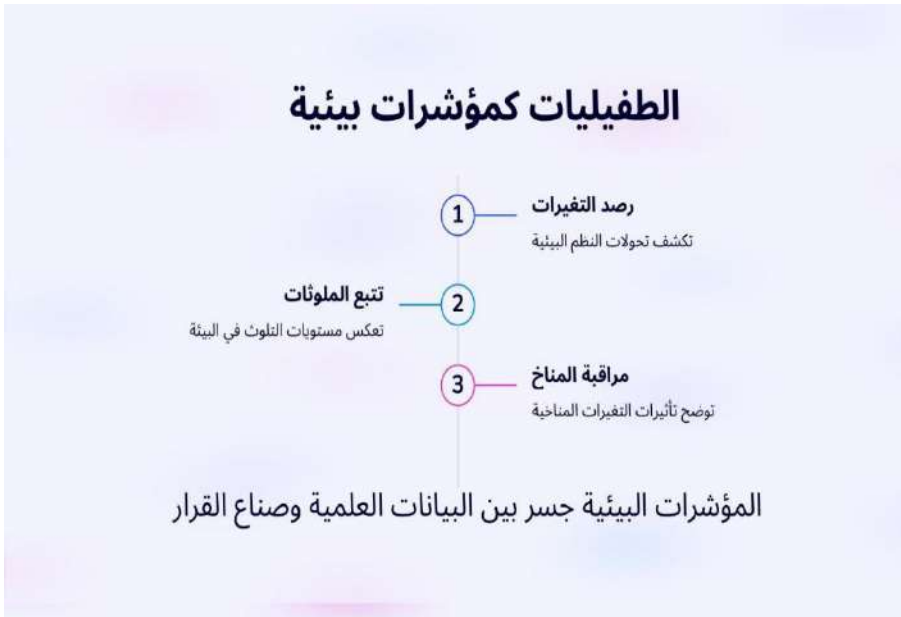 الطفيليات كمؤشرات بيئية
1
رصد التغيرات
تكشف تحولات النظم البيئية
2
تتبع الملوثات
تعكس مستويات التلوث في البيئة
3
مراقبة المناخ
توضح تأثيرات التغيرات المناخية
المؤشرات البيئية جسر بين البيانات العلمية وصناع القرار